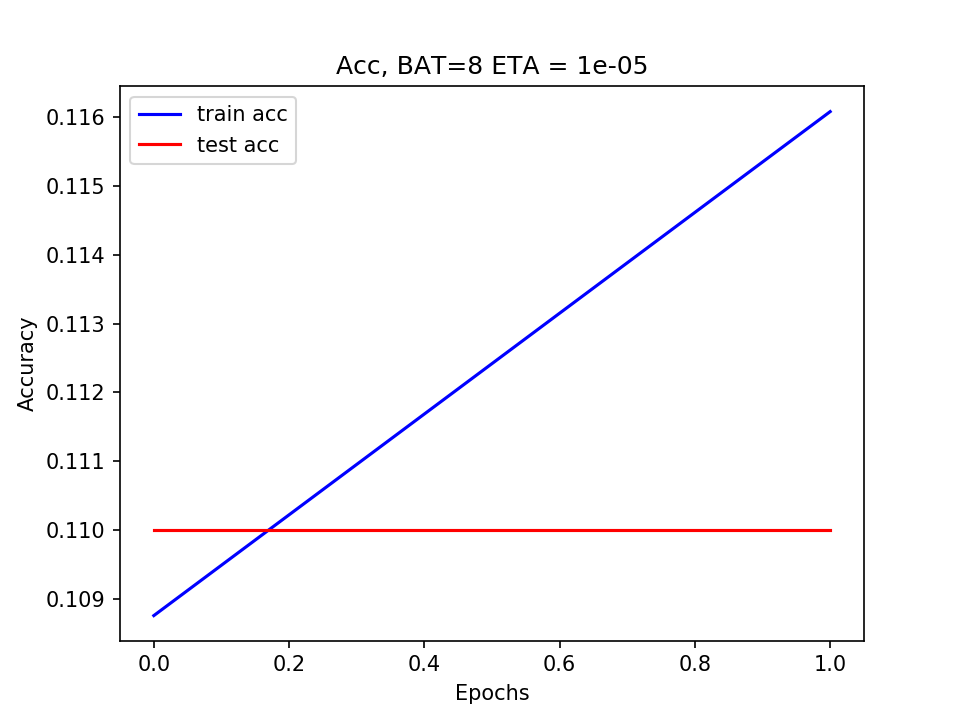 Acc, BAT=8 ETA = 1e-05
train acc
test acc
0.116
0.115
0.114
0.113
0.112
0.111
0.110
0.109
Accuracy
0.0 0.2 0.4 0.6 0.8 1.0
Epochs